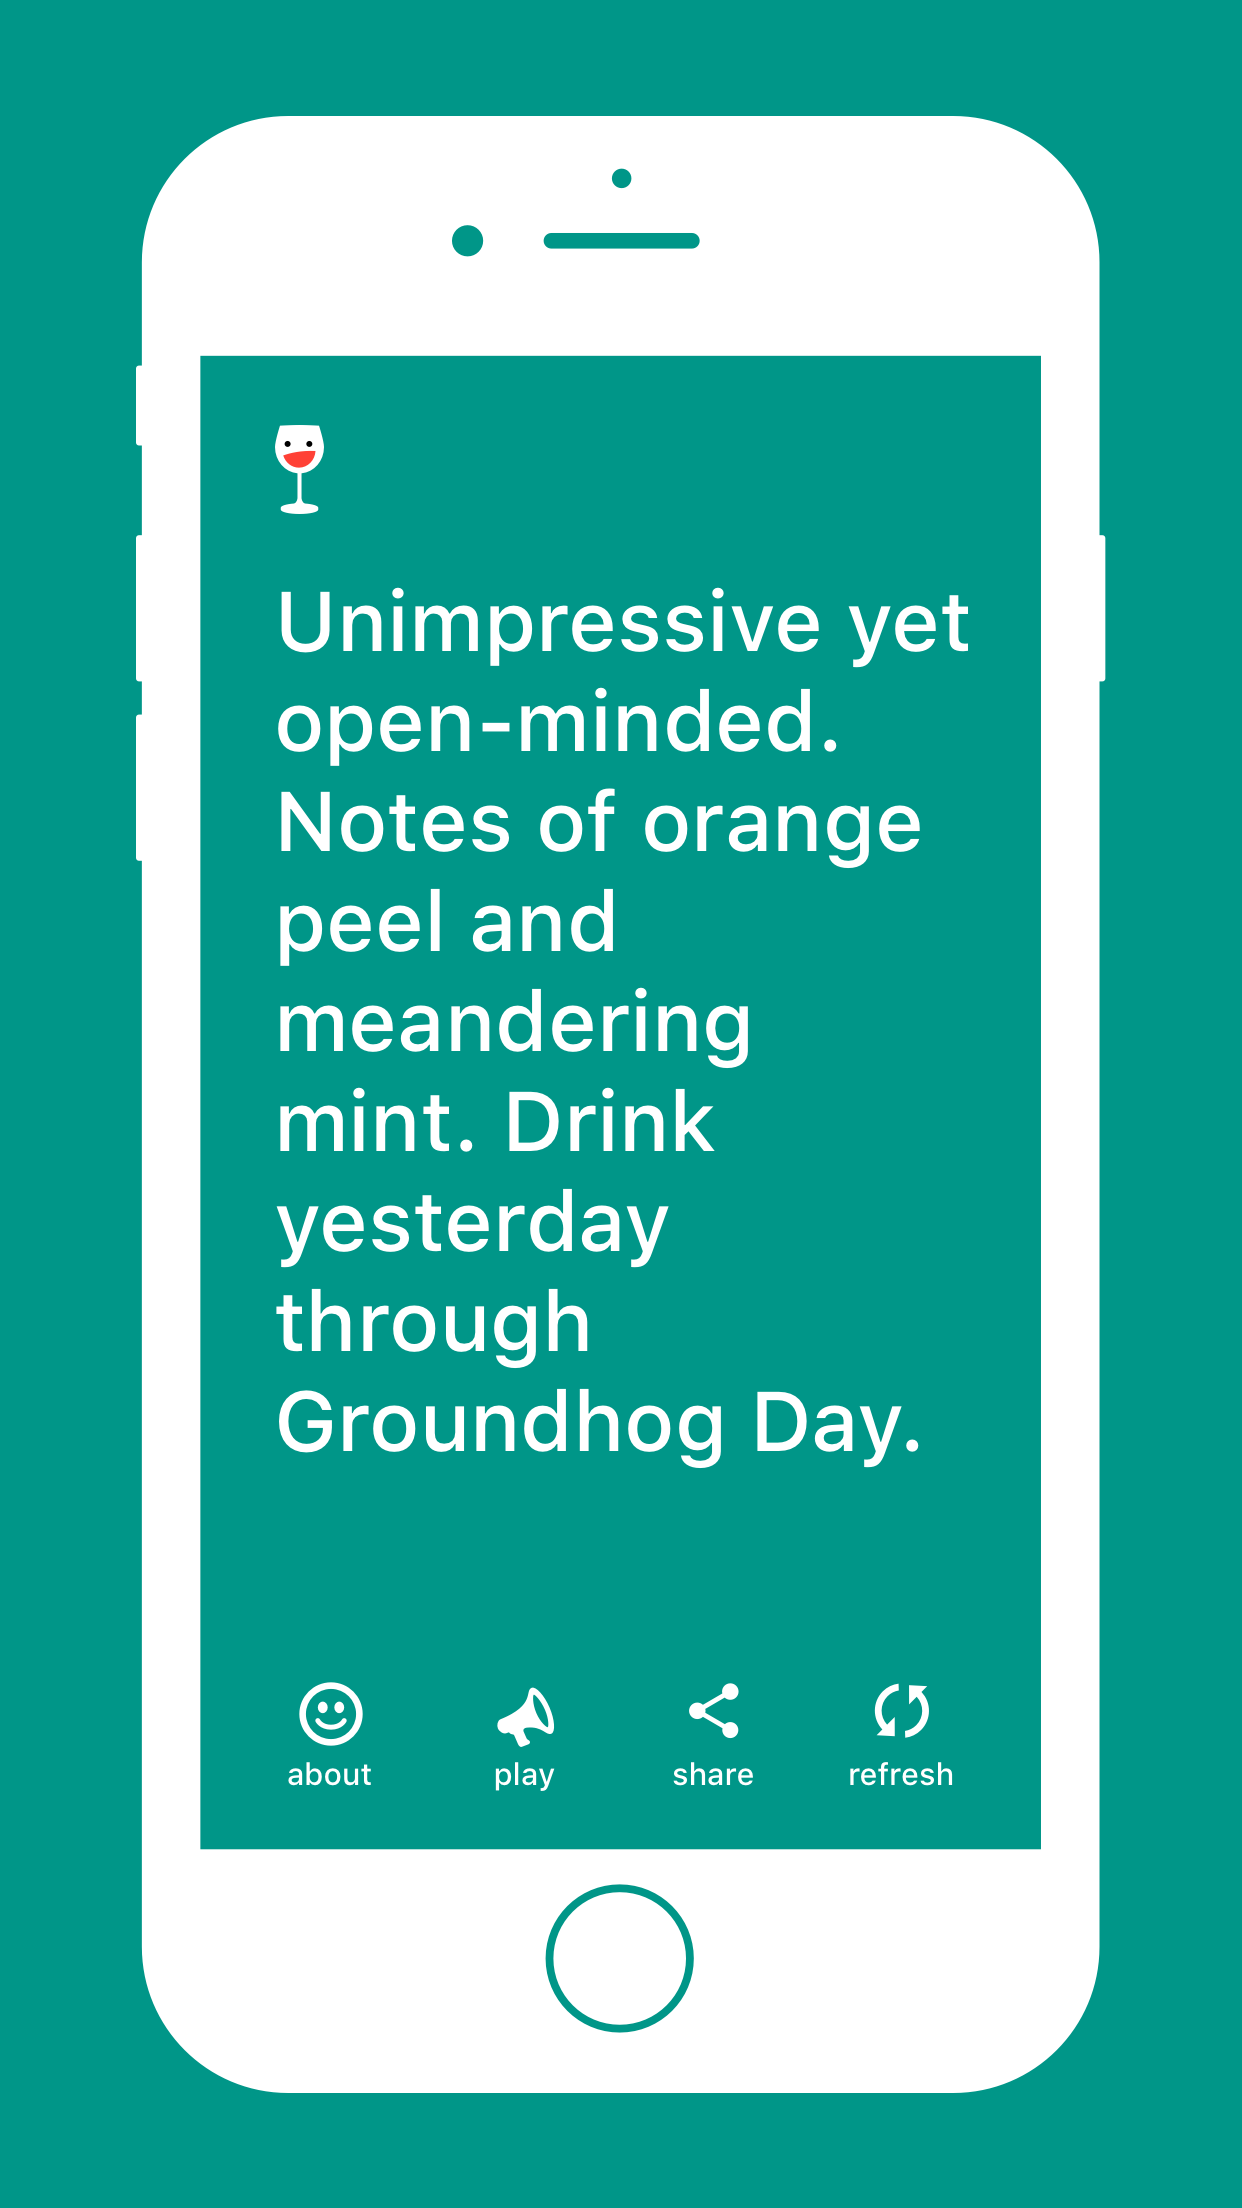 Unimpressive yet
open-minded.
Notes of orange
peel and
meandering
mint. Drink
yesterday
through
Groundhog Day.
about play share refresh